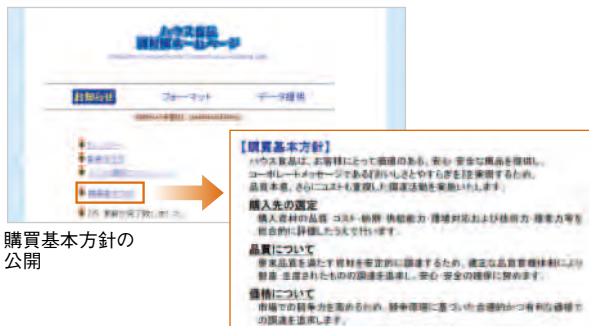 ハウス食品
購材部ホームページ
お知らせ
フォーマット
データ提供
購買基本方針
購買基本方針の
公開
【購買基本方針】
ハウス食品は、お客様にとって価値のある、安心・安全な製品を提供し、
コーポレートメッセージである『おいしさとやすらぎを』を実現するため、
品質本意、さらにコストも重視した調達活動を実施いたします。
購入先の選定
購入資材の品質・コスト・納期・供給能力・環境対応および技術力・提案力等を
総合的に評価したうえで行います。
品質について
要求品質を満たす資材を安定的に調達するため、適正な品質管理体制により
製造・生産されたものの調達を追求し、安心・安全の確保に努めます。
価格について
市場での競争力を高めるため、競争原理に基づいた合理的かつ有利な価格で
の調達を追求します。